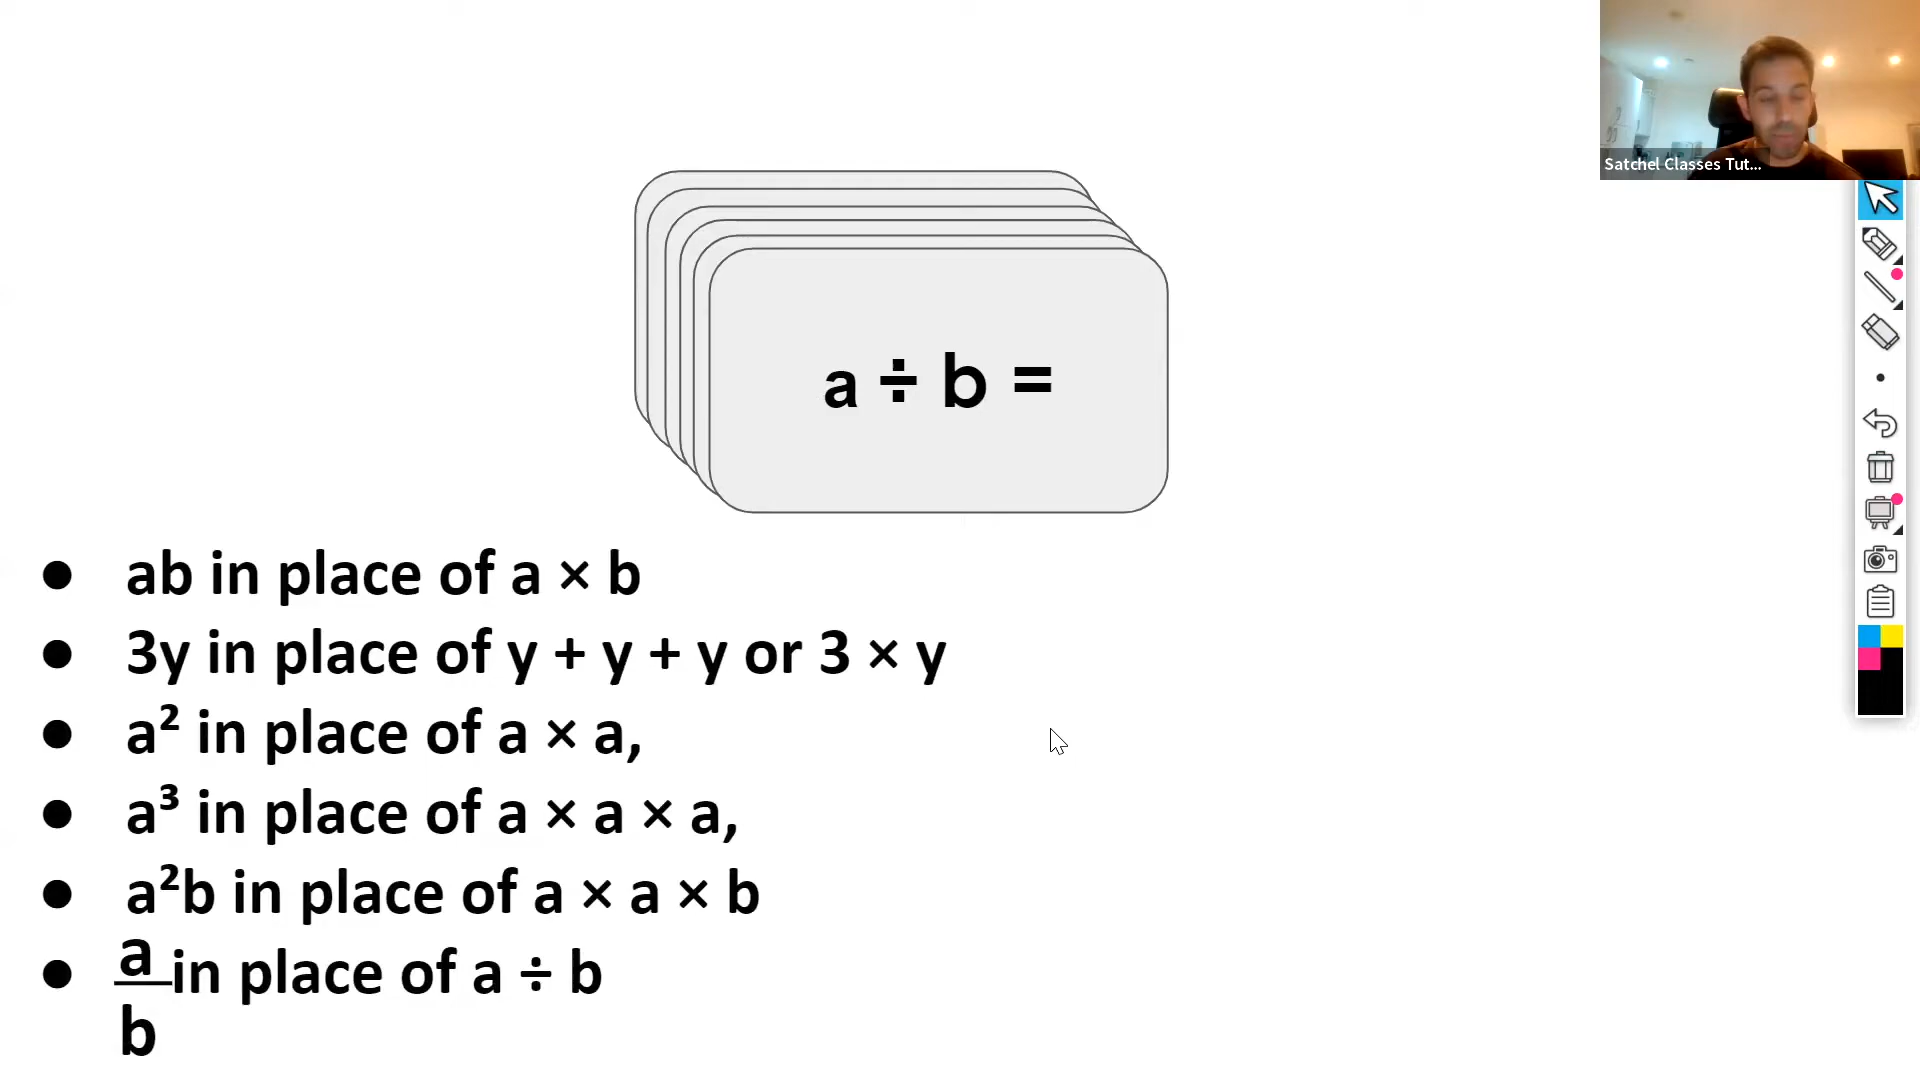 Satchel Classes Tut...
a ÷ b =
● ab in place of a × b
● 3y in place of y + y + y or 3 × y
● a² in place of a × a,
● a³ in place of a × a × a,
● a²b in place of a × a × b
● a/b in place of a ÷ b